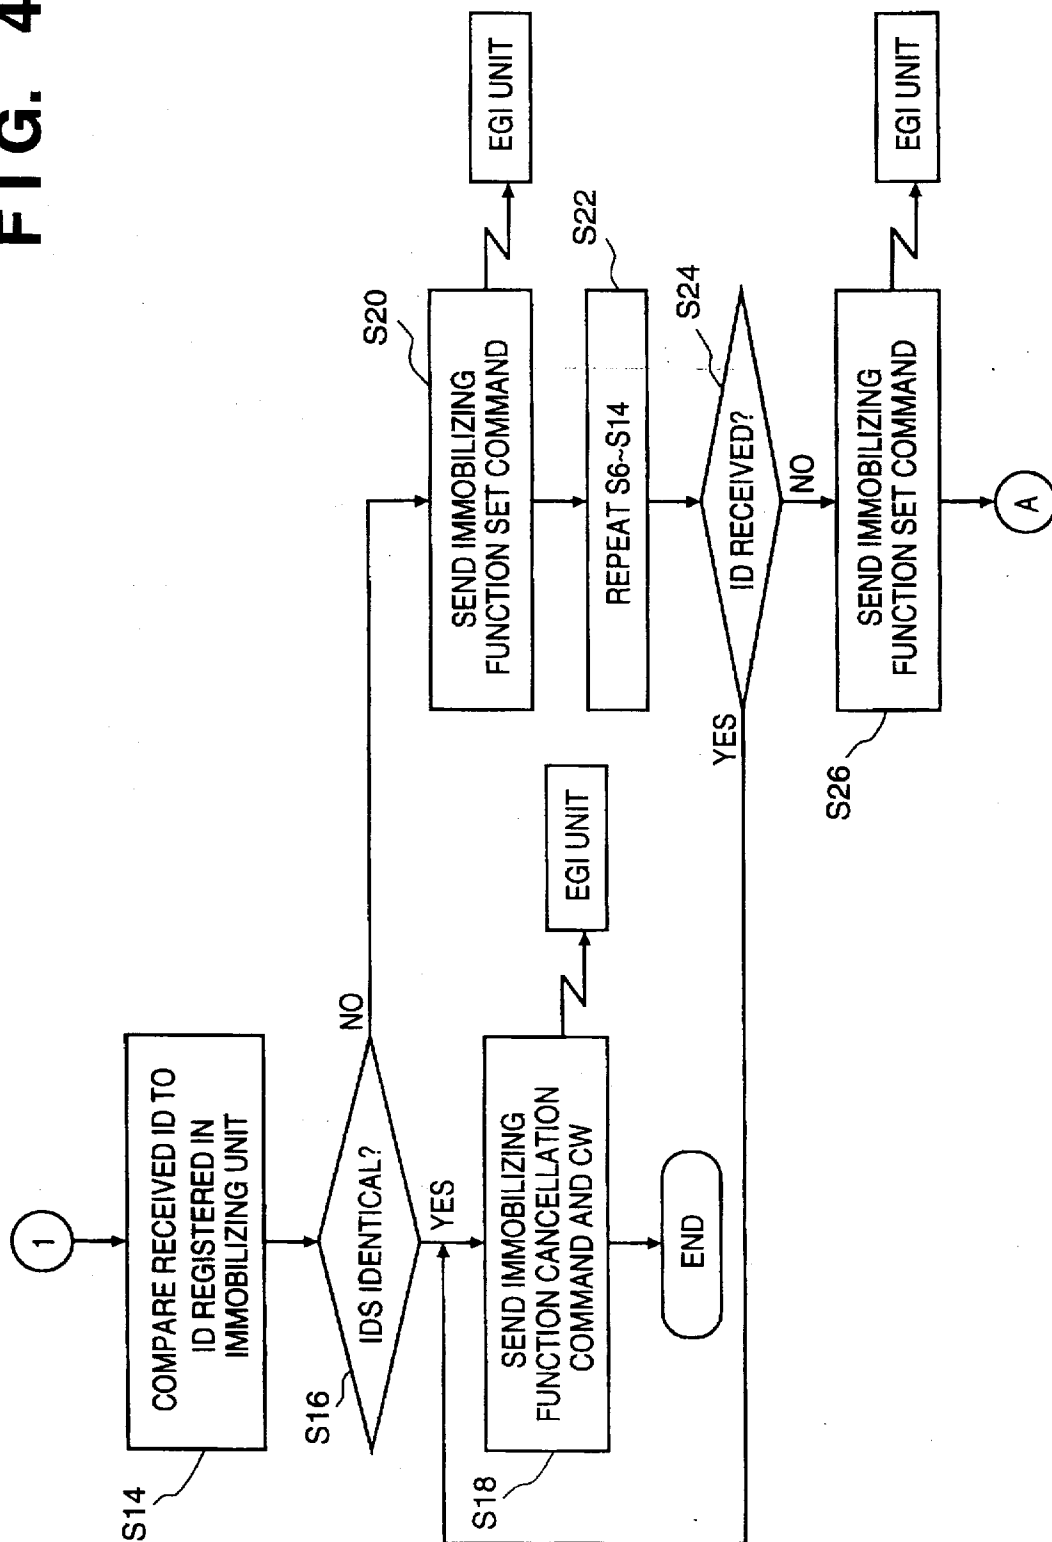 FIG. 4
1
COMPARE RECEIVED ID TO
ID REGISTERED IN
IMMOBILIZING UNIT
S14
IDS IDENTICAL?
S16
NO
YES
SEND IMMOBILIZING
FUNCTION CANCELLATION
COMMAND AND CW
S18
EGI UNIT
END
SEND IMMOBILIZING
FUNCTION SET COMMAND
S20
EGI UNIT
REPEAT S6~S14
S22
ID RECEIVED?
S24
YES
NO
SEND IMMOBILIZING
FUNCTION SET COMMAND
S26
EGI UNIT
A